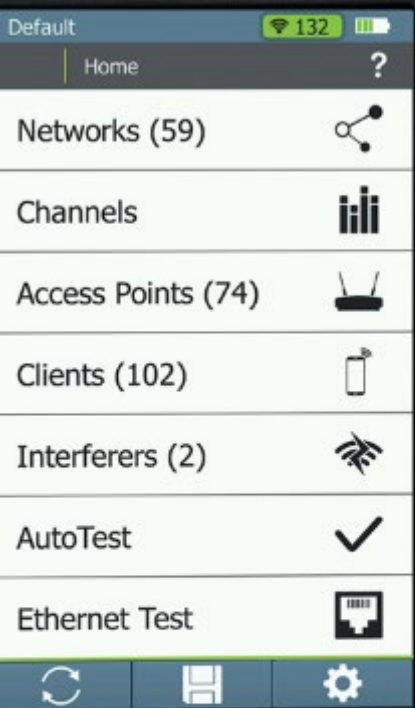 Default
132
Home
?
Networks (59)
Channels
Access Points (74)
Clients (102)
Interferers (2)
AutoTest
Ethernet Test